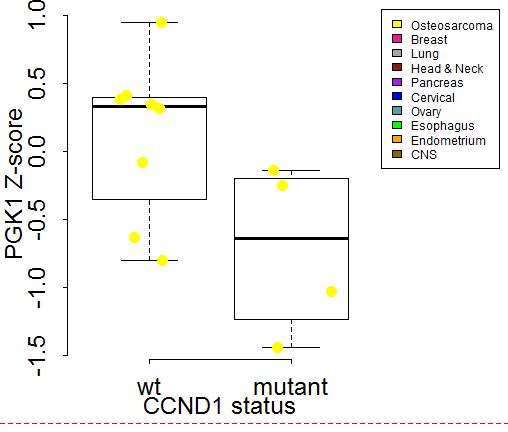 1.0
0.5
0.0
-0.5
-1.0
-1.5
PGK1 Z-score
wt
mutant
CCND1 status
Osteosarcoma
Breast
Lung
Head & Neck
Pancreas
Cervical
Ovary
Esophagus
Endometrium
CNS